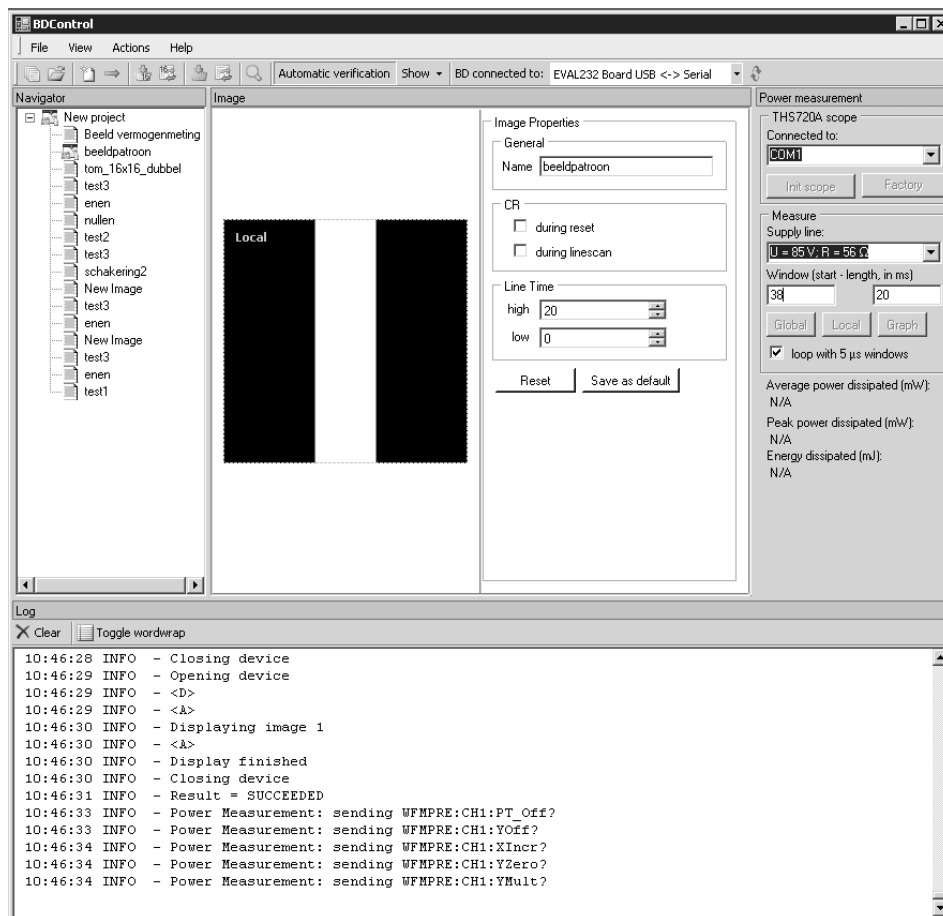 BDControl
File View Actions Help
Automatic verification Show BD connected to: EVAL232 Board USB <-> Serial
Navigator
New project
Beeld vermogenmeting
beeldpatroon
tom_16x16_dubbel
test3
enen
nullen
test2
test3
schakering2
New Image
test3
enen
New Image
test3
enen
test1
Image
Local
Image Properties
General
Name beeldpatroon
CR
during reset
during linescan
Line Time
high 20
low 0
Reset Save as default
Power measurement
THS720A scope
Connected to:
COM1
Init scope Factory
Measure
Supply line:
U = 85 V; R = 56 Ω
Window (start - length, in ms)
38 20
Global Local Graph
loop with 5 µs windows
Average power dissipated (mW):
N/A
Peak power dissipated (mW):
N/A
Energy dissipated (mJ):
N/A
Log
Clear Toggle wordwrap
10:46:28 INFO - Closing device
10:46:29 INFO - Opening device
10:46:29 INFO - <D>
10:46:29 INFO - <A>
10:46:30 INFO - Displaying image 1
10:46:30 INFO - <A>
10:46:30 INFO - Display finished
10:46:30 INFO - Closing device
10:46:31 INFO - Result = SUCCEEDED
10:46:33 INFO - Power Measurement: sending WFMPRE:CH1:PT_Off?
10:46:33 INFO - Power Measurement: sending WFMPRE:CH1:YOff?
10:46:34 INFO - Power Measurement: sending WFMPRE:CH1:XIncr?
10:46:34 INFO - Power Measurement: sending WFMPRE:CH1:YZero?
10:46:34 INFO - Power Measurement: sending WFMPRE:CH1:YMult?